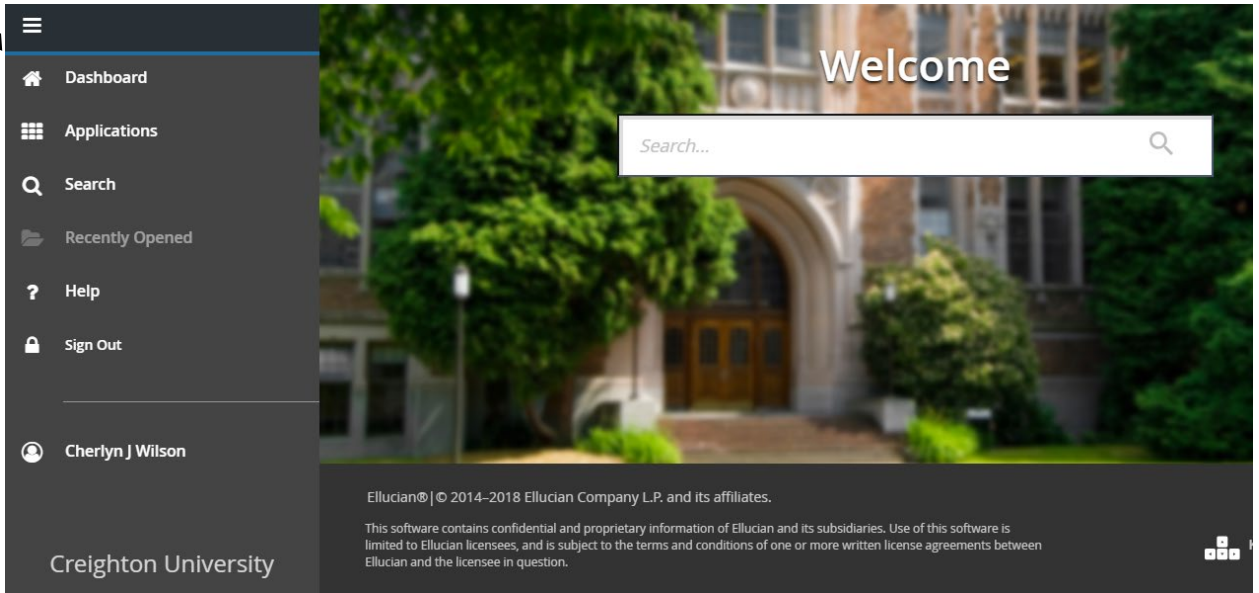 Dashboard
Applications
Search
Recently Opened
? Help
Sign Out
Cherlyn J Wilson
Creighton University
Welcome
Search...
Ellucian®|© 2014–2018 Ellucian Company L.P. and its affiliates.
This software contains confidential and proprietary information of Ellucian and its subsidiaries. Use of this software is
limited to Ellucian licensees, and is subject to the terms and conditions of one or more written license agreements between
Ellucian and the licensee in question.